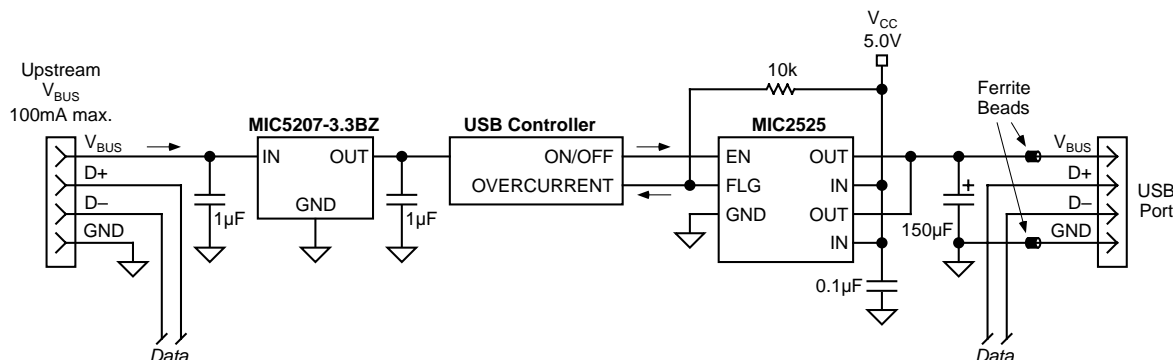 Upstream
VBUS
100mA max.
VBUS
D+
D–
GND
Data
1µF
MIC5207-3.3BZ
IN
OUT
GND
1µF
USB Controller
ON/OFF
OVERCURRENT
10k
VCC
5.0V
MIC2525
EN
OUT
FLG
IN
GND
OUT
IN
0.1µF
150µF
+
Ferrite
Beads
VBUS
D+
D–
GND
USB
Port
Data